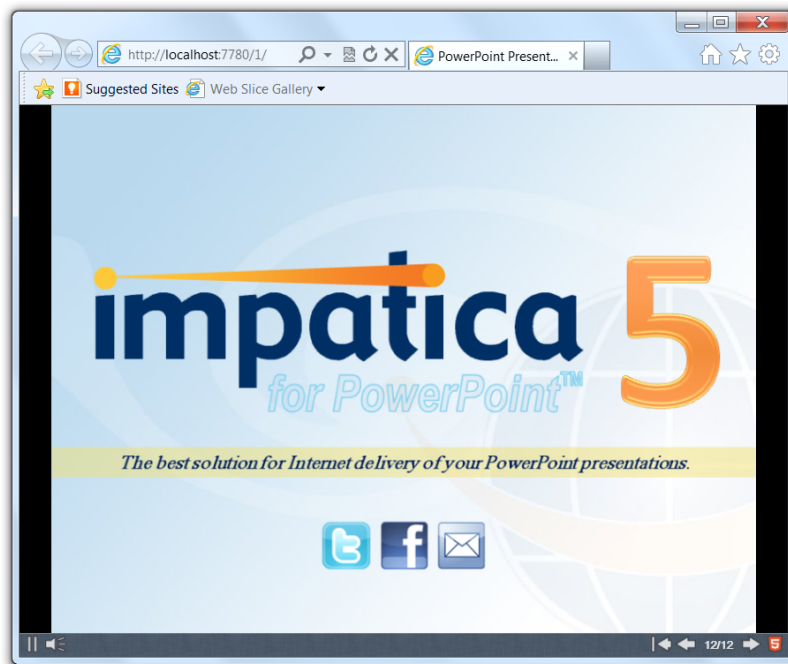 http://localhost:7780/1/
PowerPoint Present...
Suggested Sites
Web Slice Gallery
impatica 5
for PowerPoint™
The best solution for Internet delivery of your PowerPoint presentations.
12/12